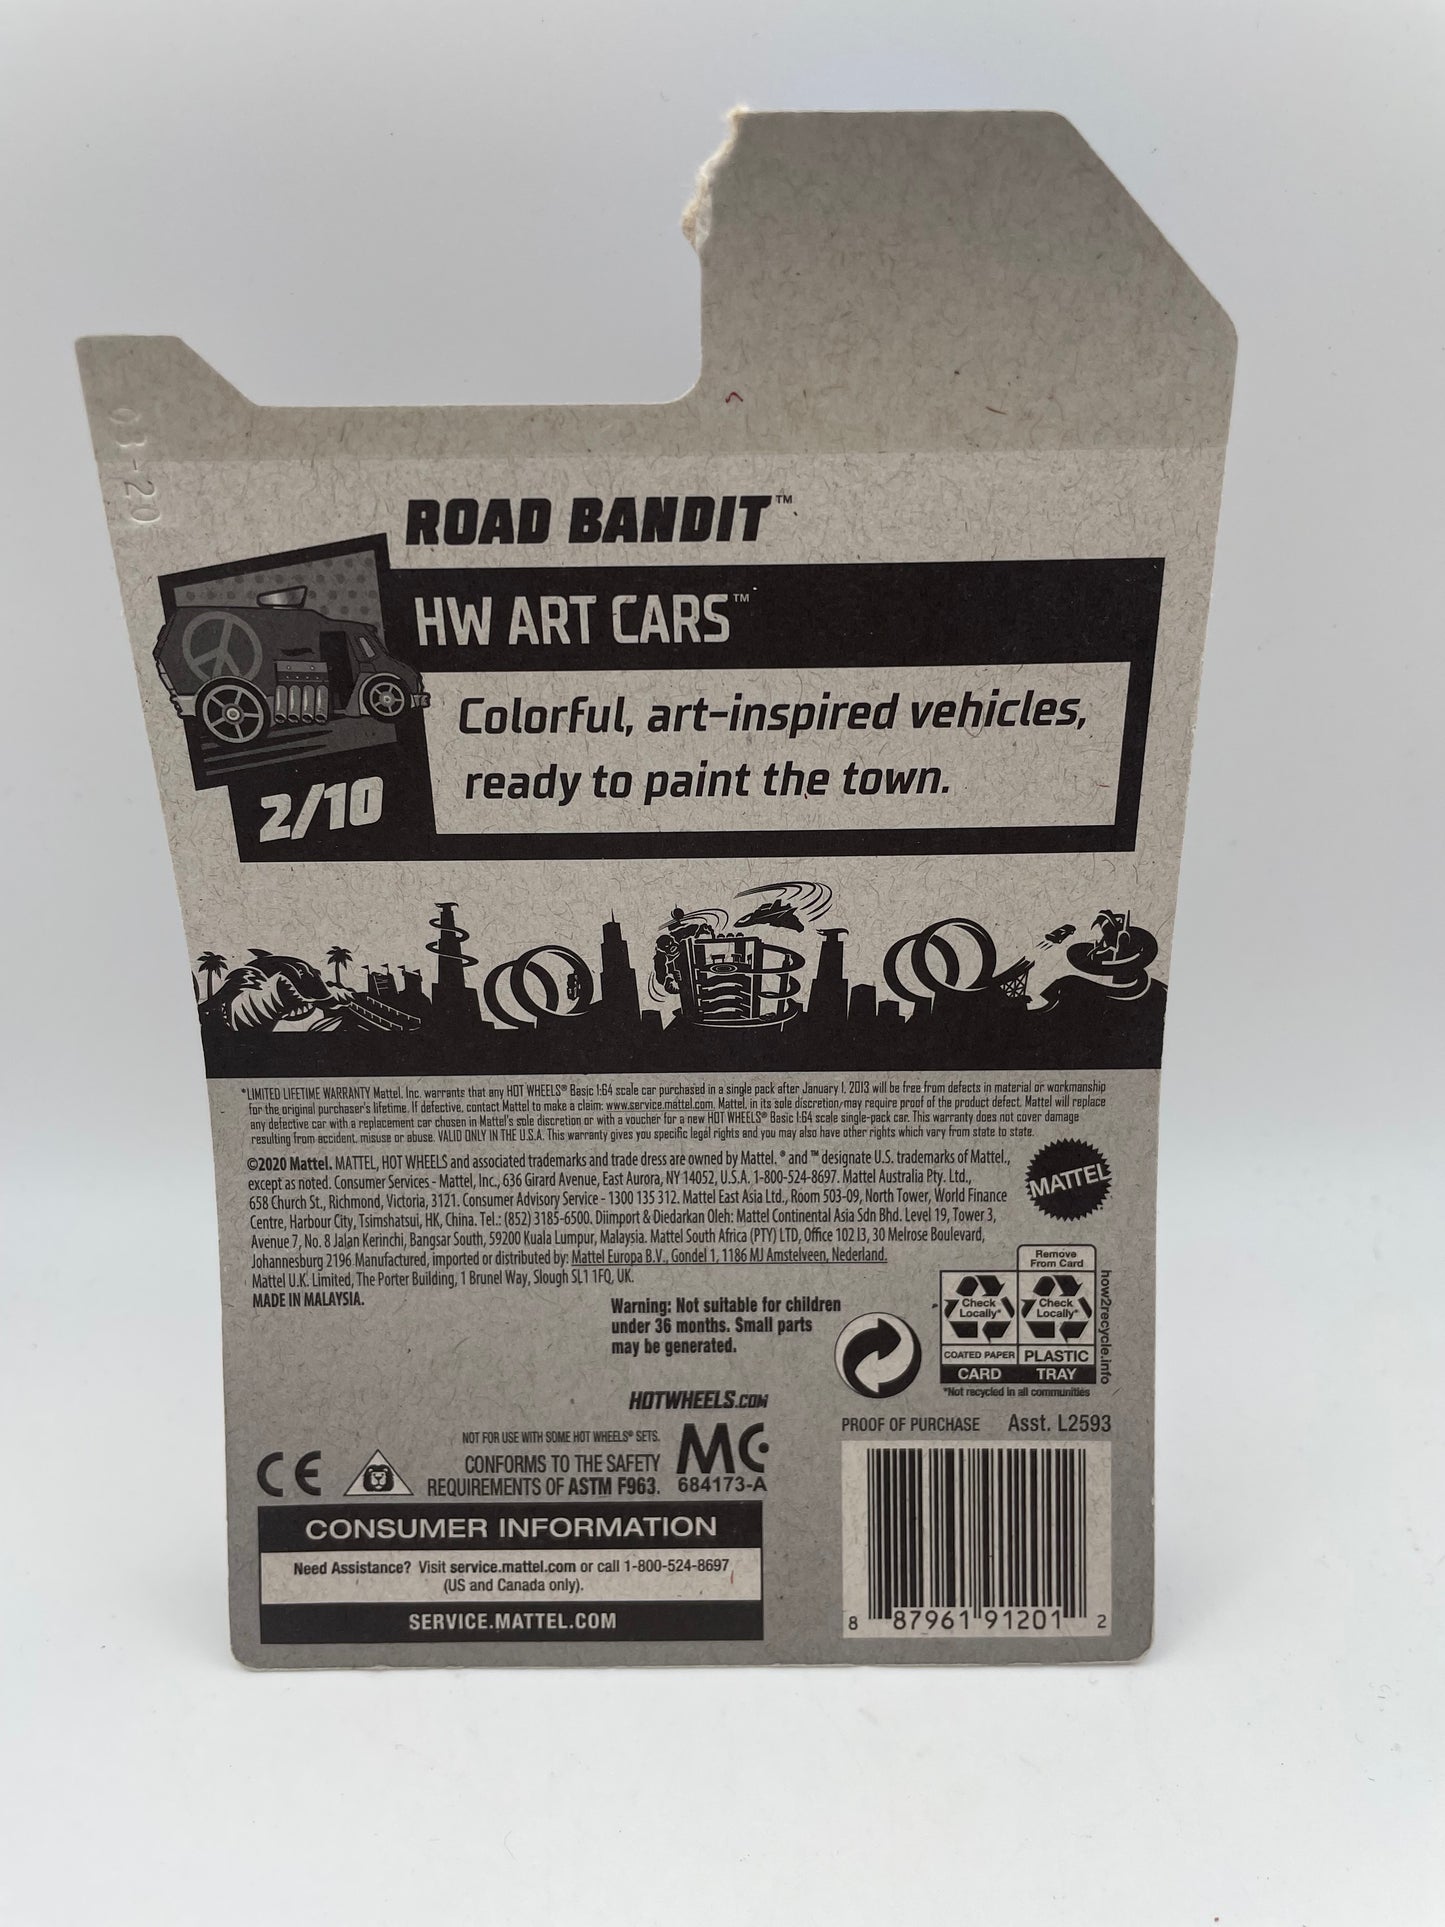 03-20
ROAD BANDIT™
HW ART CARS™
Colorful, art-inspired vehicles,
ready to paint the town.
2/10
*LIMITED LIFETIME WARRANTY Mattel, Inc. warrants that any HOT WHEELS® Basic 1:64 scale car purchased in a single pack after January 1, 2013 will be free from defects in material or workmanship
for the original purchaser's lifetime. If defective, contact Mattel to make a claim: www.service.mattel.com. Mattel, in its sole discretion, may require proof of the product defect. Mattel will replace
any defective car with a replacement car chosen in Mattel's sole discretion or with a voucher for a new HOT WHEELS® Basic 1:64 scale single-pack car. This warranty does not cover damage
resulting from accident, misuse or abuse. VALID ONLY IN THE U.S.A. This warranty gives you specific legal rights and you may also have other rights which vary from state to state.
©2020 Mattel. MATTEL, HOT WHEELS and associated trademarks and trade dress are owned by Mattel. ® and ™ designate U.S. trademarks of Mattel,
except as noted. Consumer Services - Mattel, Inc., 636 Girard Avenue, East Aurora, NY 14052, U.S.A. 1-800-524-8697. Mattel Australia Pty. Ltd.,
658 Church St., Richmond, Victoria, 3121. Consumer Advisory Service - 1300 135 312. Mattel East Asia Ltd., Room 503-09, North Tower, World Finance
Centre, Harbour City, Tsimshatsui, HK, China. Tel.: (852) 3185-6500. Diimport & Diedarkan Oleh: Mattel Continental Asia Sdn Bhd. Level 19, Tower 3,
Avenue 7, No. 8 Jalan Kerinchi, Bangsar South, 59200 Kuala Lumpur, Malaysia. Mattel South Africa (PTY) LTD, Office 102 I3, 30 Melrose Boulevard,
Johannesburg 2196 Manufactured, imported or distributed by: Mattel Europa B.V., Gondel 1, 1186 MJ Amstelveen, Nederland.
Mattel U.K. Limited, The Porter Building, 1 Brunel Way, Slough SL1 1FQ, UK.
MADE IN MALAYSIA.
MATTEL
Warning: Not suitable for children
under 36 months. Small parts
may be generated.
Remove
From Card
Check
Locally*
Check
Locally*
COATED PAPER
PLASTIC
CARD
TRAY
*Not recycled in all communities
how2recycle.info
HOTWHEELS.COM
NOT FOR USE WITH SOME HOT WHEELS® SETS.
CONFORMS TO THE SAFETY
REQUIREMENTS OF ASTM F963.
CE
MC
684173-A
PROOF OF PURCHASE Asst. L2593
CONSUMER INFORMATION
Need Assistance? Visit service.mattel.com or call 1-800-524-8697
(US and Canada only).
SERVICE.MATTEL.COM
8 87961 91201 2